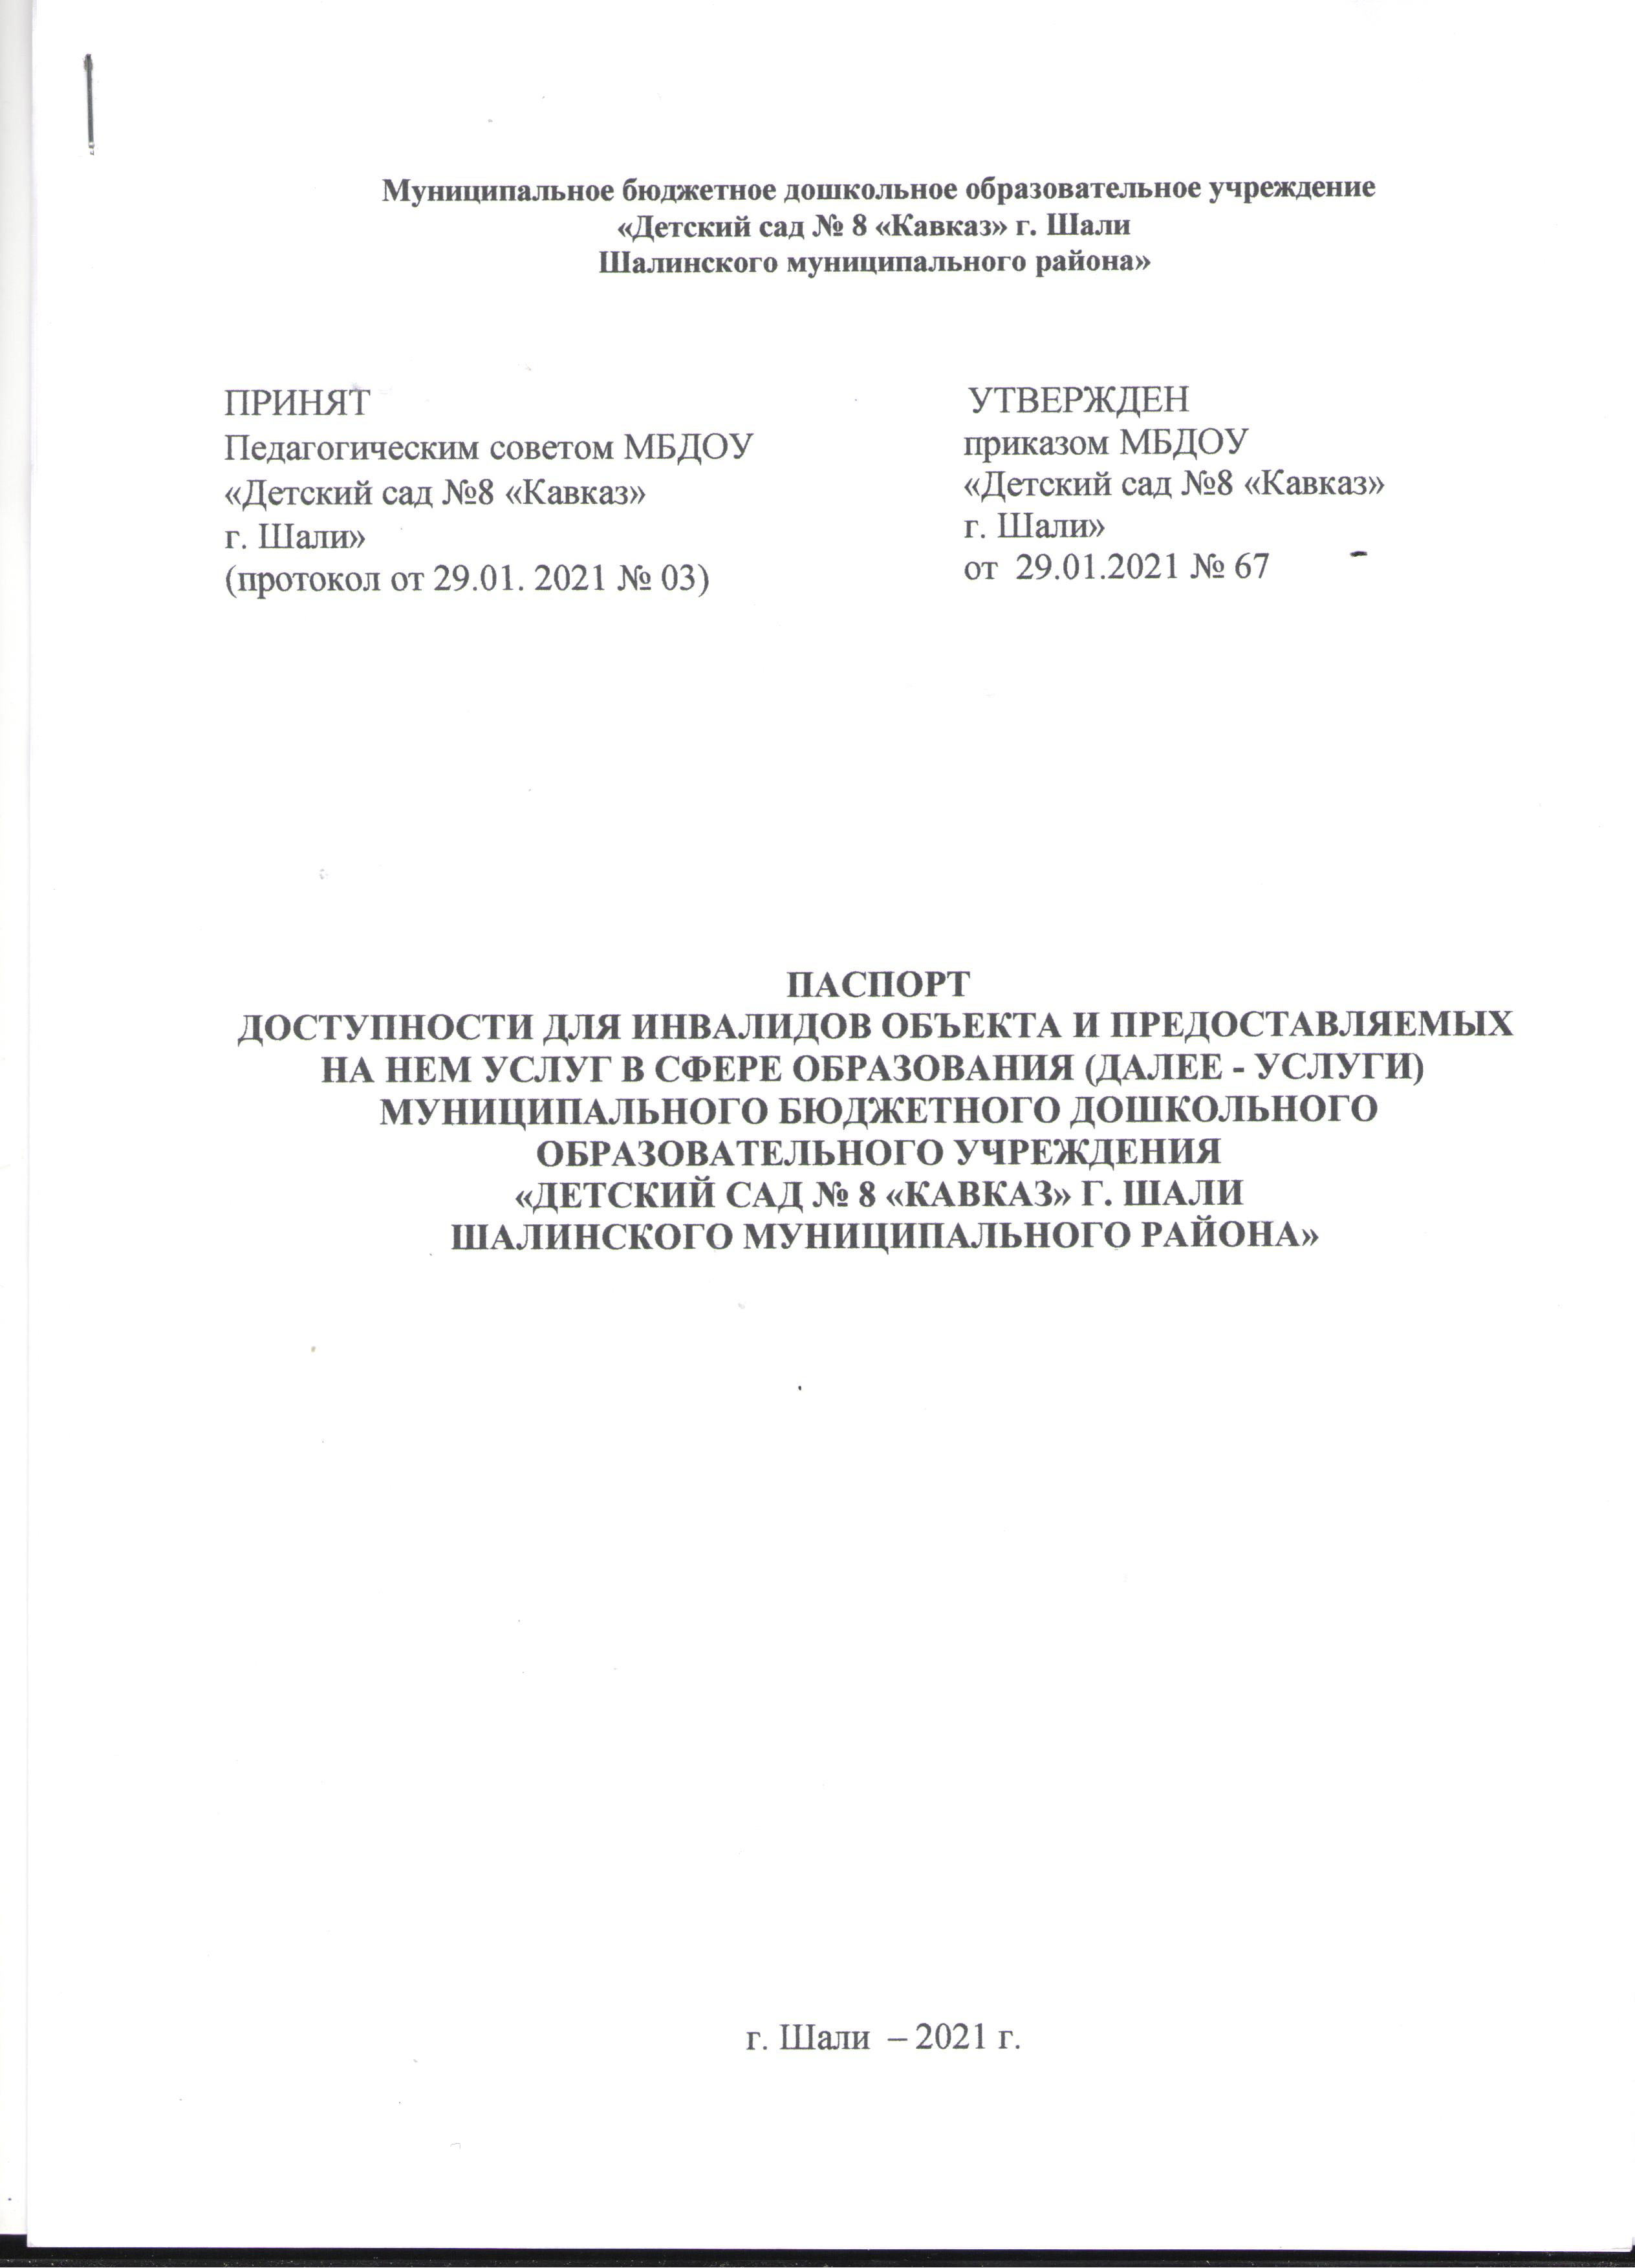 Муниципальное бюджетное дошкольное образовательное учреждение
«Детский сад № 8 «Кавказ» г. Шали
Шалинского муниципального района»
ПРИНЯТ
Педагогическим советом МБДОУ
«Детский сад №8 «Кавказ»
г. Шали»
(протокол от 29.01. 2021 № 03)
УТВЕРЖДЕН
приказом МБДОУ
«Детский сад №8 «Кавказ»
г. Шали»
от 29.01.2021 № 67
ПАСПОРТ
ДОСТУПНОСТИ ДЛЯ ИНВАЛИДОВ ОБЪЕКТА И ПРЕДОСТАВЛЯЕМЫХ
НА НЕМ УСЛУГ В СФЕРЕ ОБРАЗОВАНИЯ (ДАЛЕЕ - УСЛУГИ)
МУНИЦИПАЛЬНОГО БЮДЖЕТНОГО ДОШКОЛЬНОГО
ОБРАЗОВАТЕЛЬНОГО УЧРЕЖДЕНИЯ
«ДЕТСКИЙ САД № 8 «КАВКАЗ» Г. ШАЛИ
ШАЛИНСКОГО МУНИЦИПАЛЬНОГО РАЙОНА»
г. Шали – 2021 г.